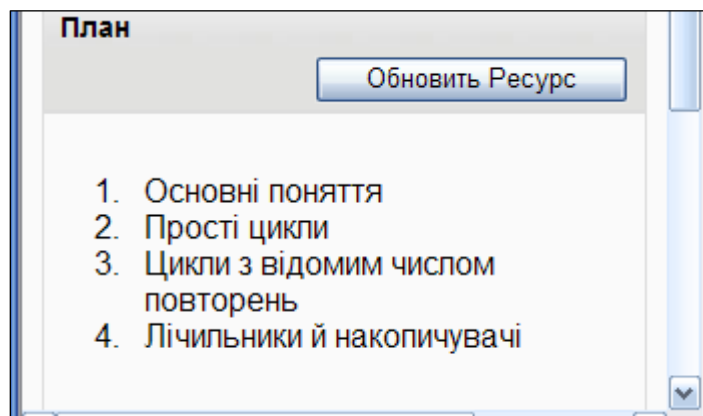 План
Обновить Ресурс
1. Основні поняття
2. Прості цикли
3. Цикли з відомим числом
повторень
4. Лічильники й накопичувачі